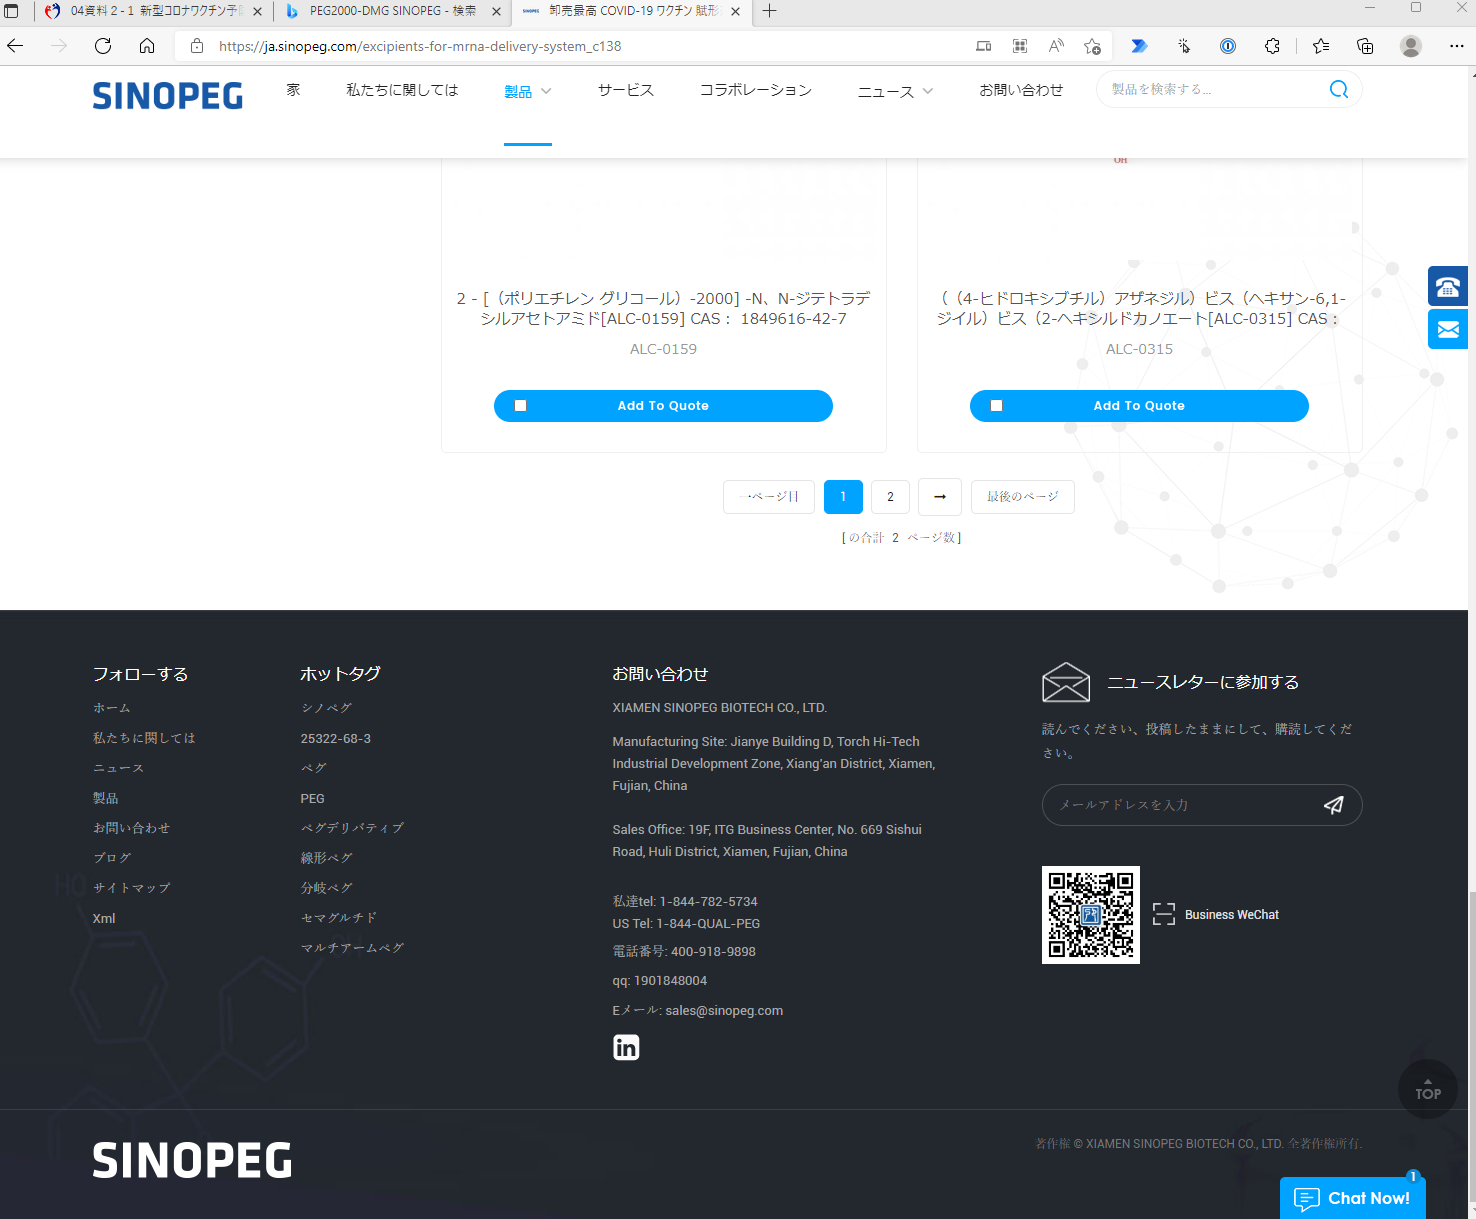 04資料２-１ 新型コロナワクチン予
PEG2000-DMG SINOPEG - 検索
卸売最高 COVID-19 ワクチン 賦形
https://ja.sinopeg.com/excipients-for-mrna-delivery-system_c138
SINOPEG
家
私たちに関しては
製品
サービス
コラボレーション
ニュース
お問い合わせ
製品を検索する...
OH
2 - [（ポリエチレン グリコール）-2000] -N、N-ジテトラデ
シルアセトアミド[ALC-0159] CAS： 1849616-42-7
ALC-0159
Add To Quote
（（4-ヒドロキシブチル）アザネジル）ビス（ヘキサン-6,1-
ジイル）ビス（2-ヘキシルドカノエート[ALC-0315] CAS：
ALC-0315
Add To Quote
一ページ目
1
2
最後のページ
[ の合計 2 ページ数]
フォローする
ホーム
私たちに関しては
ニュース
製品
お問い合わせ
ブログ
サイトマップ
Xml
ホットタグ
シノペグ
25322-68-3
ペグ
PEG
ペグデリバティブ
線形ペグ
分岐ペグ
セマグルチド
マルチアームペグ
お問い合わせ
XIAMEN SINOPEG BIOTECH CO., LTD.
Manufacturing Site: Jianye Building D, Torch Hi-Tech
Industrial Development Zone, Xiang'an District, Xiamen,
Fujian, China
Sales Office: 19F, ITG Business Center, No. 669 Sishui
Road, Huli District, Xiamen, Fujian, China
私達tel: 1-844-782-5734
US Tel: 1-844-QUAL-PEG
電話番号: 400-918-9898
qq: 1901848004
Eメール: sales@sinopeg.com
in
ニュースレターに参加する
読んでください、投稿したままにして、購読してくだ
さい。
メールアドレスを入力
Business WeChat
HO
OH
TOP
SINOPEG
著作権 © XIAMEN SINOPEG BIOTECH CO., LTD. 全著作権所有.
1
Chat Now!